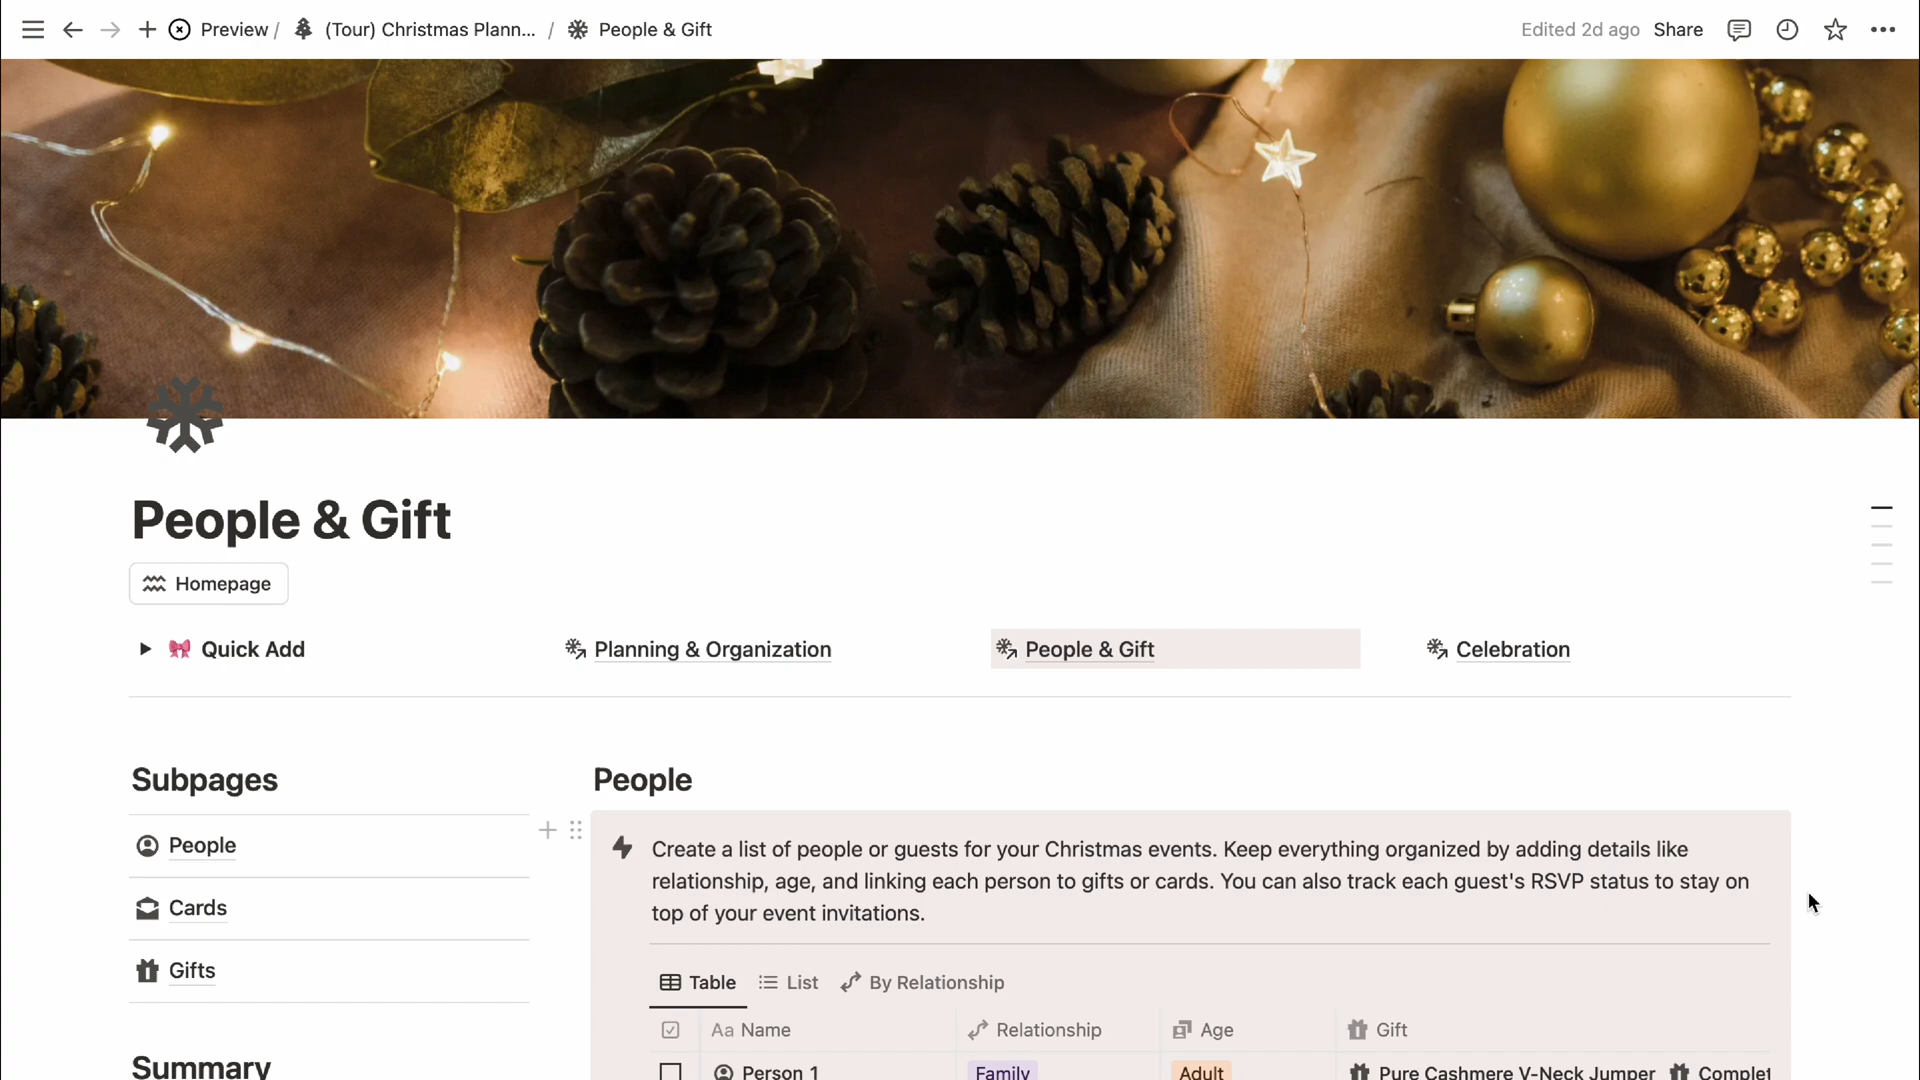 Preview / (Tour) Christmas Plann... / People & Gift
Edited 2d ago Share
People & Gift
Homepage
Quick Add
Planning & Organization
People & Gift
Celebration
Subpages
People
Cards
Gifts
Summary
People
Create a list of people or guests for your Christmas events. Keep everything organized by adding details like
relationship, age, and linking each person to gifts or cards. You can also track each guest's RSVP status to stay on
top of your event invitations.
Table List By Relationship
Aa Name Relationship Age Gift
Person 1 Family Adult Pure Cashmere V-Neck Jumper Complet